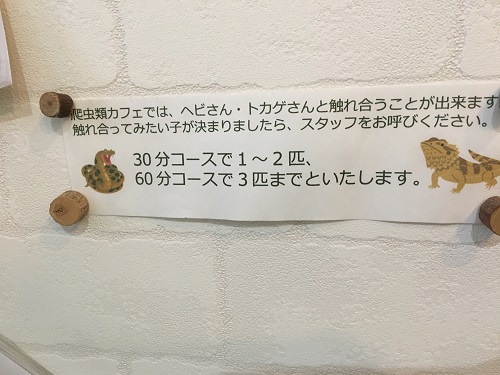 爬虫類カフェでは、ヘビさん・トカゲさんと触れ合うことが出来ます
触れ合ってみたい子が決まりましたら、スタッフをお呼びください。
30分コースで1～2匹、
60分コースで3匹までといたします。